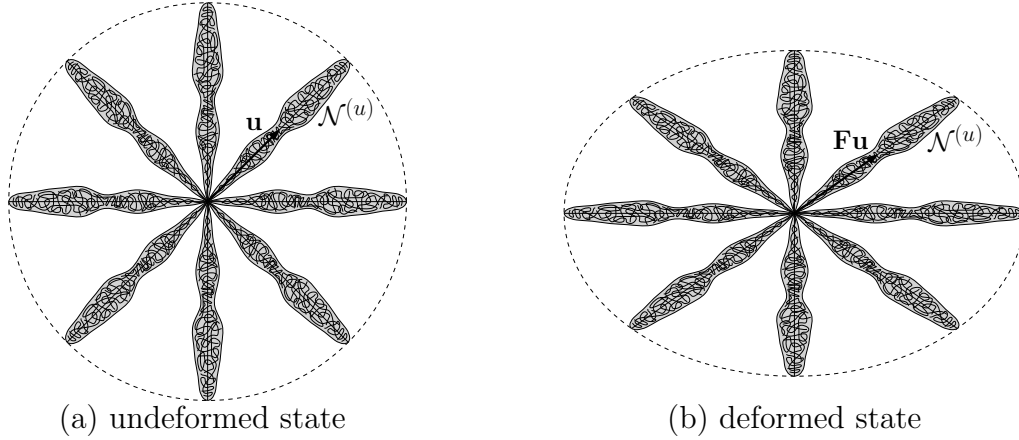 u
𝒩^(u)
Fu
𝒩^(u)
(a) undeformed state
(b) deformed state